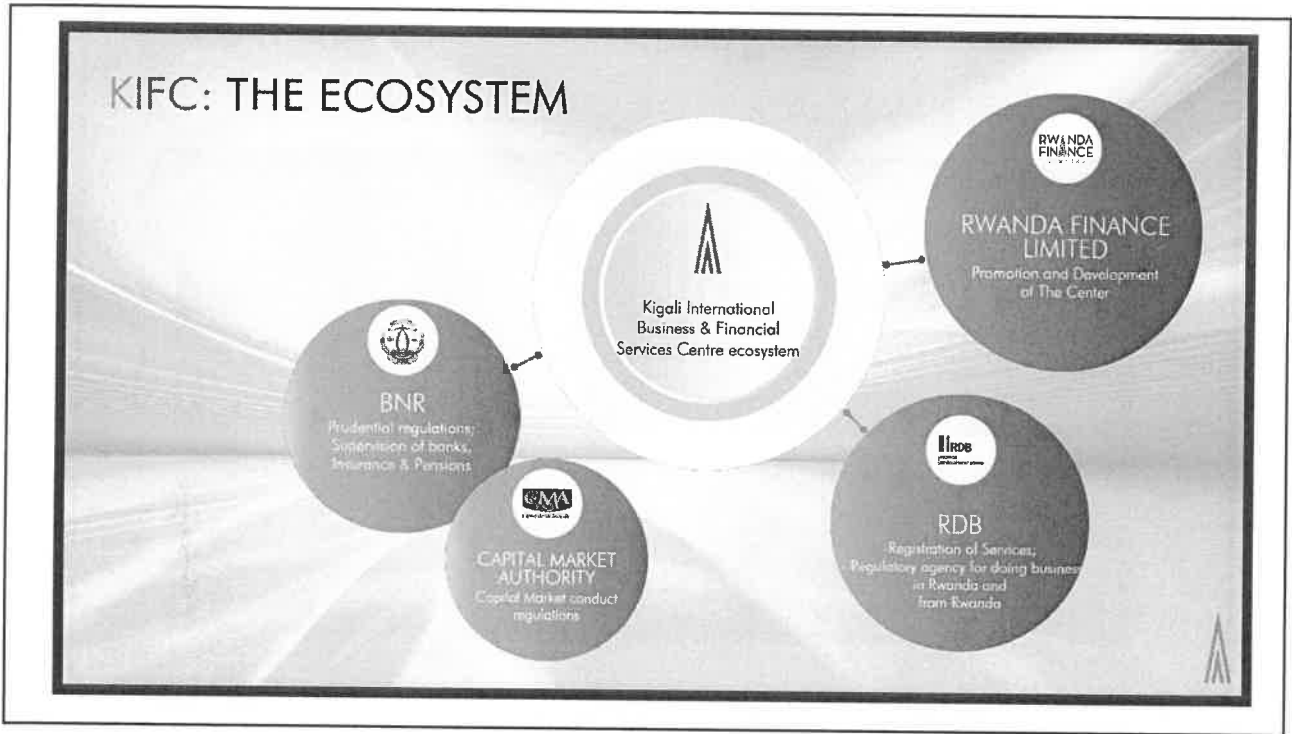 KIFC: THE ECOSYSTEM
RWANDA
FINANCE
RWANDA FINANCE
LIMITED
Promotion and Development
of The Center
Kigali International
Business & Financial
Services Centre ecosystem
BNR
Prudential regulations;
Supervision of banks,
Insurance & Pensions
CMA
CAPITAL MARKET
AUTHORITY
Capital Market conduct
regulations
RDB
RDB
Registration of Services;
Regulatory agency for doing business
in Rwanda and
from Rwanda